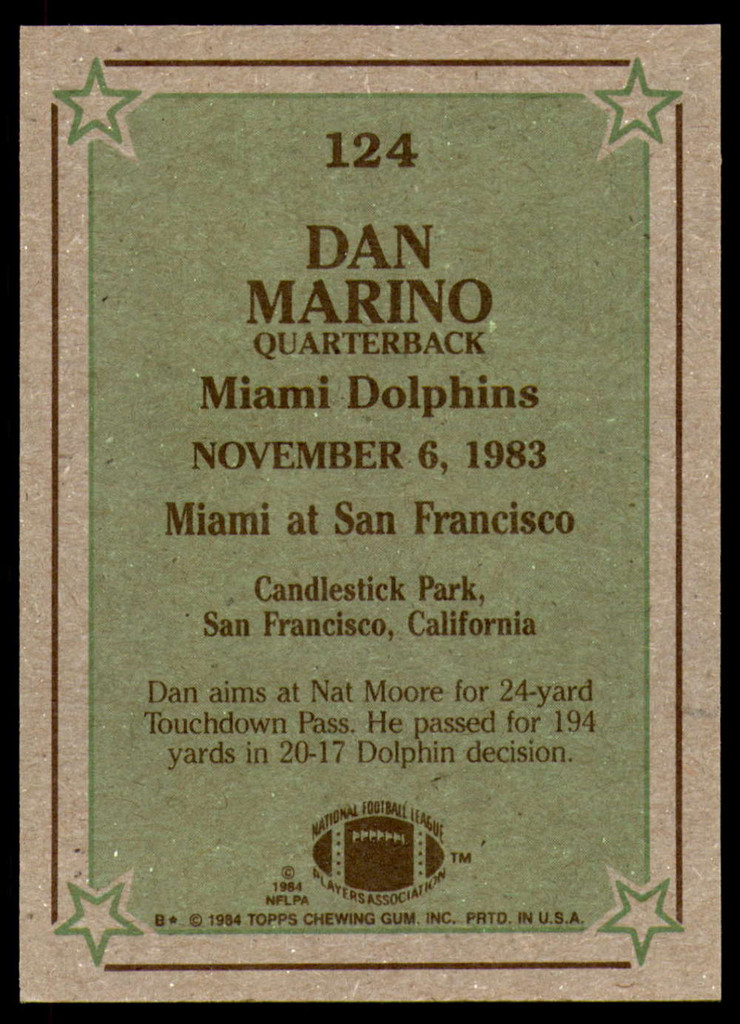 124
DAN
MARINO
QUARTERBACK
Miami Dolphins
NOVEMBER 6, 1983
Miami at San Francisco
Candlestick Park,
San Francisco, California
Dan aims at Nat Moore for 24-yard
Touchdown Pass. He passed for 194
yards in 20-17 Dolphin decision.
NATIONAL FOOTBALL LEAGUE
PLAYERS ASSOCIATION
TM
©
1984
NFLPA
B* © 1984 TOPPS CHEWING GUM, INC. PRTD. IN U.S.A.